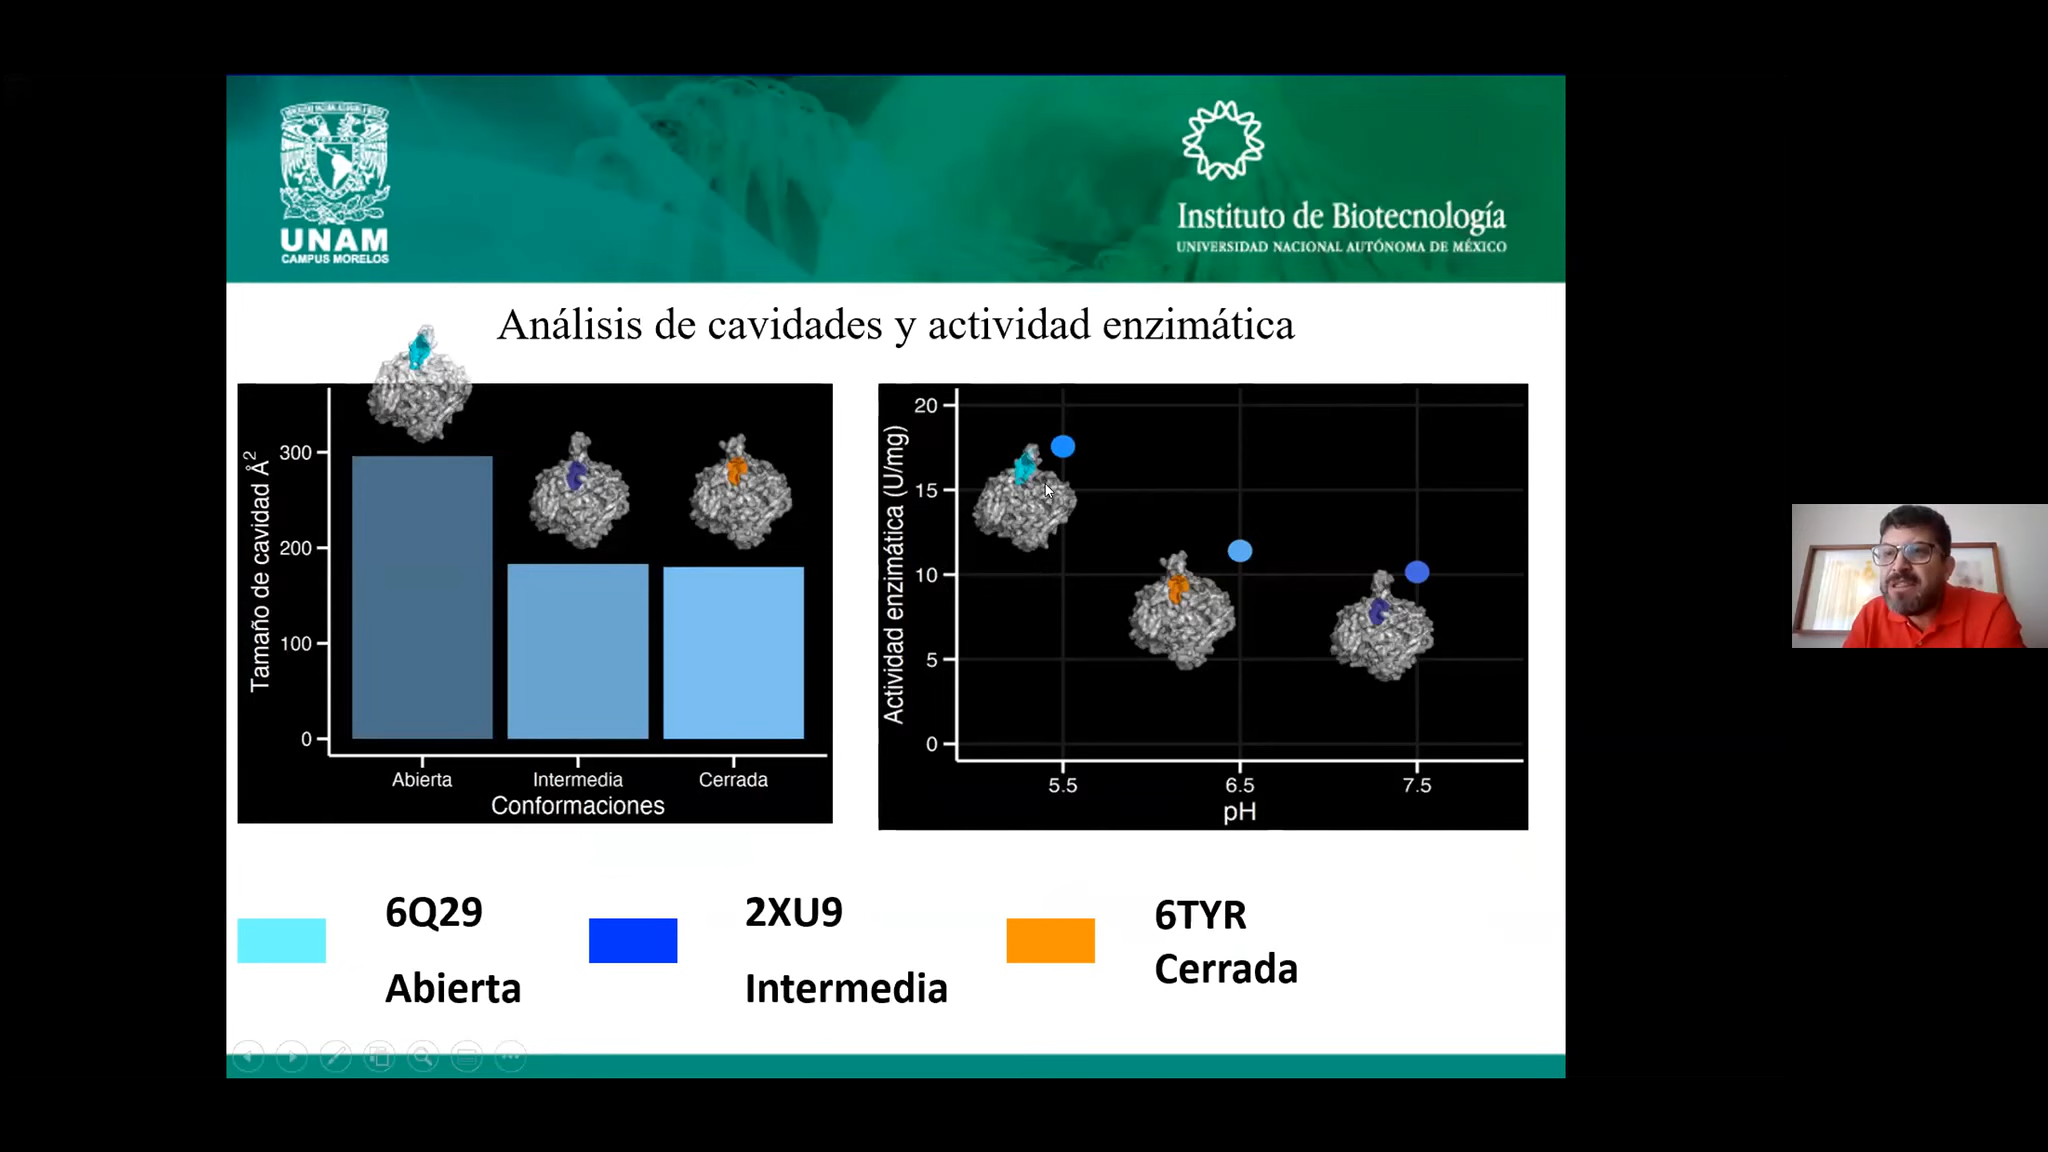 UNAM
CAMPUS MORELOS
Instituto de Biotecnología
UNIVERSIDAD NACIONAL AUTÓNOMA DE MÉXICO
Análisis de cavidades y actividad enzimática
Tamaño de cavidad Å²
300
200
100
0
Abierta Intermedia Cerrada
Conformaciones
Actividad enzimática (U/mg)
20
15
10
5
0
5.5 6.5 7.5
pH
6Q29
Abierta
2XU9
Intermedia
6TYR
Cerrada